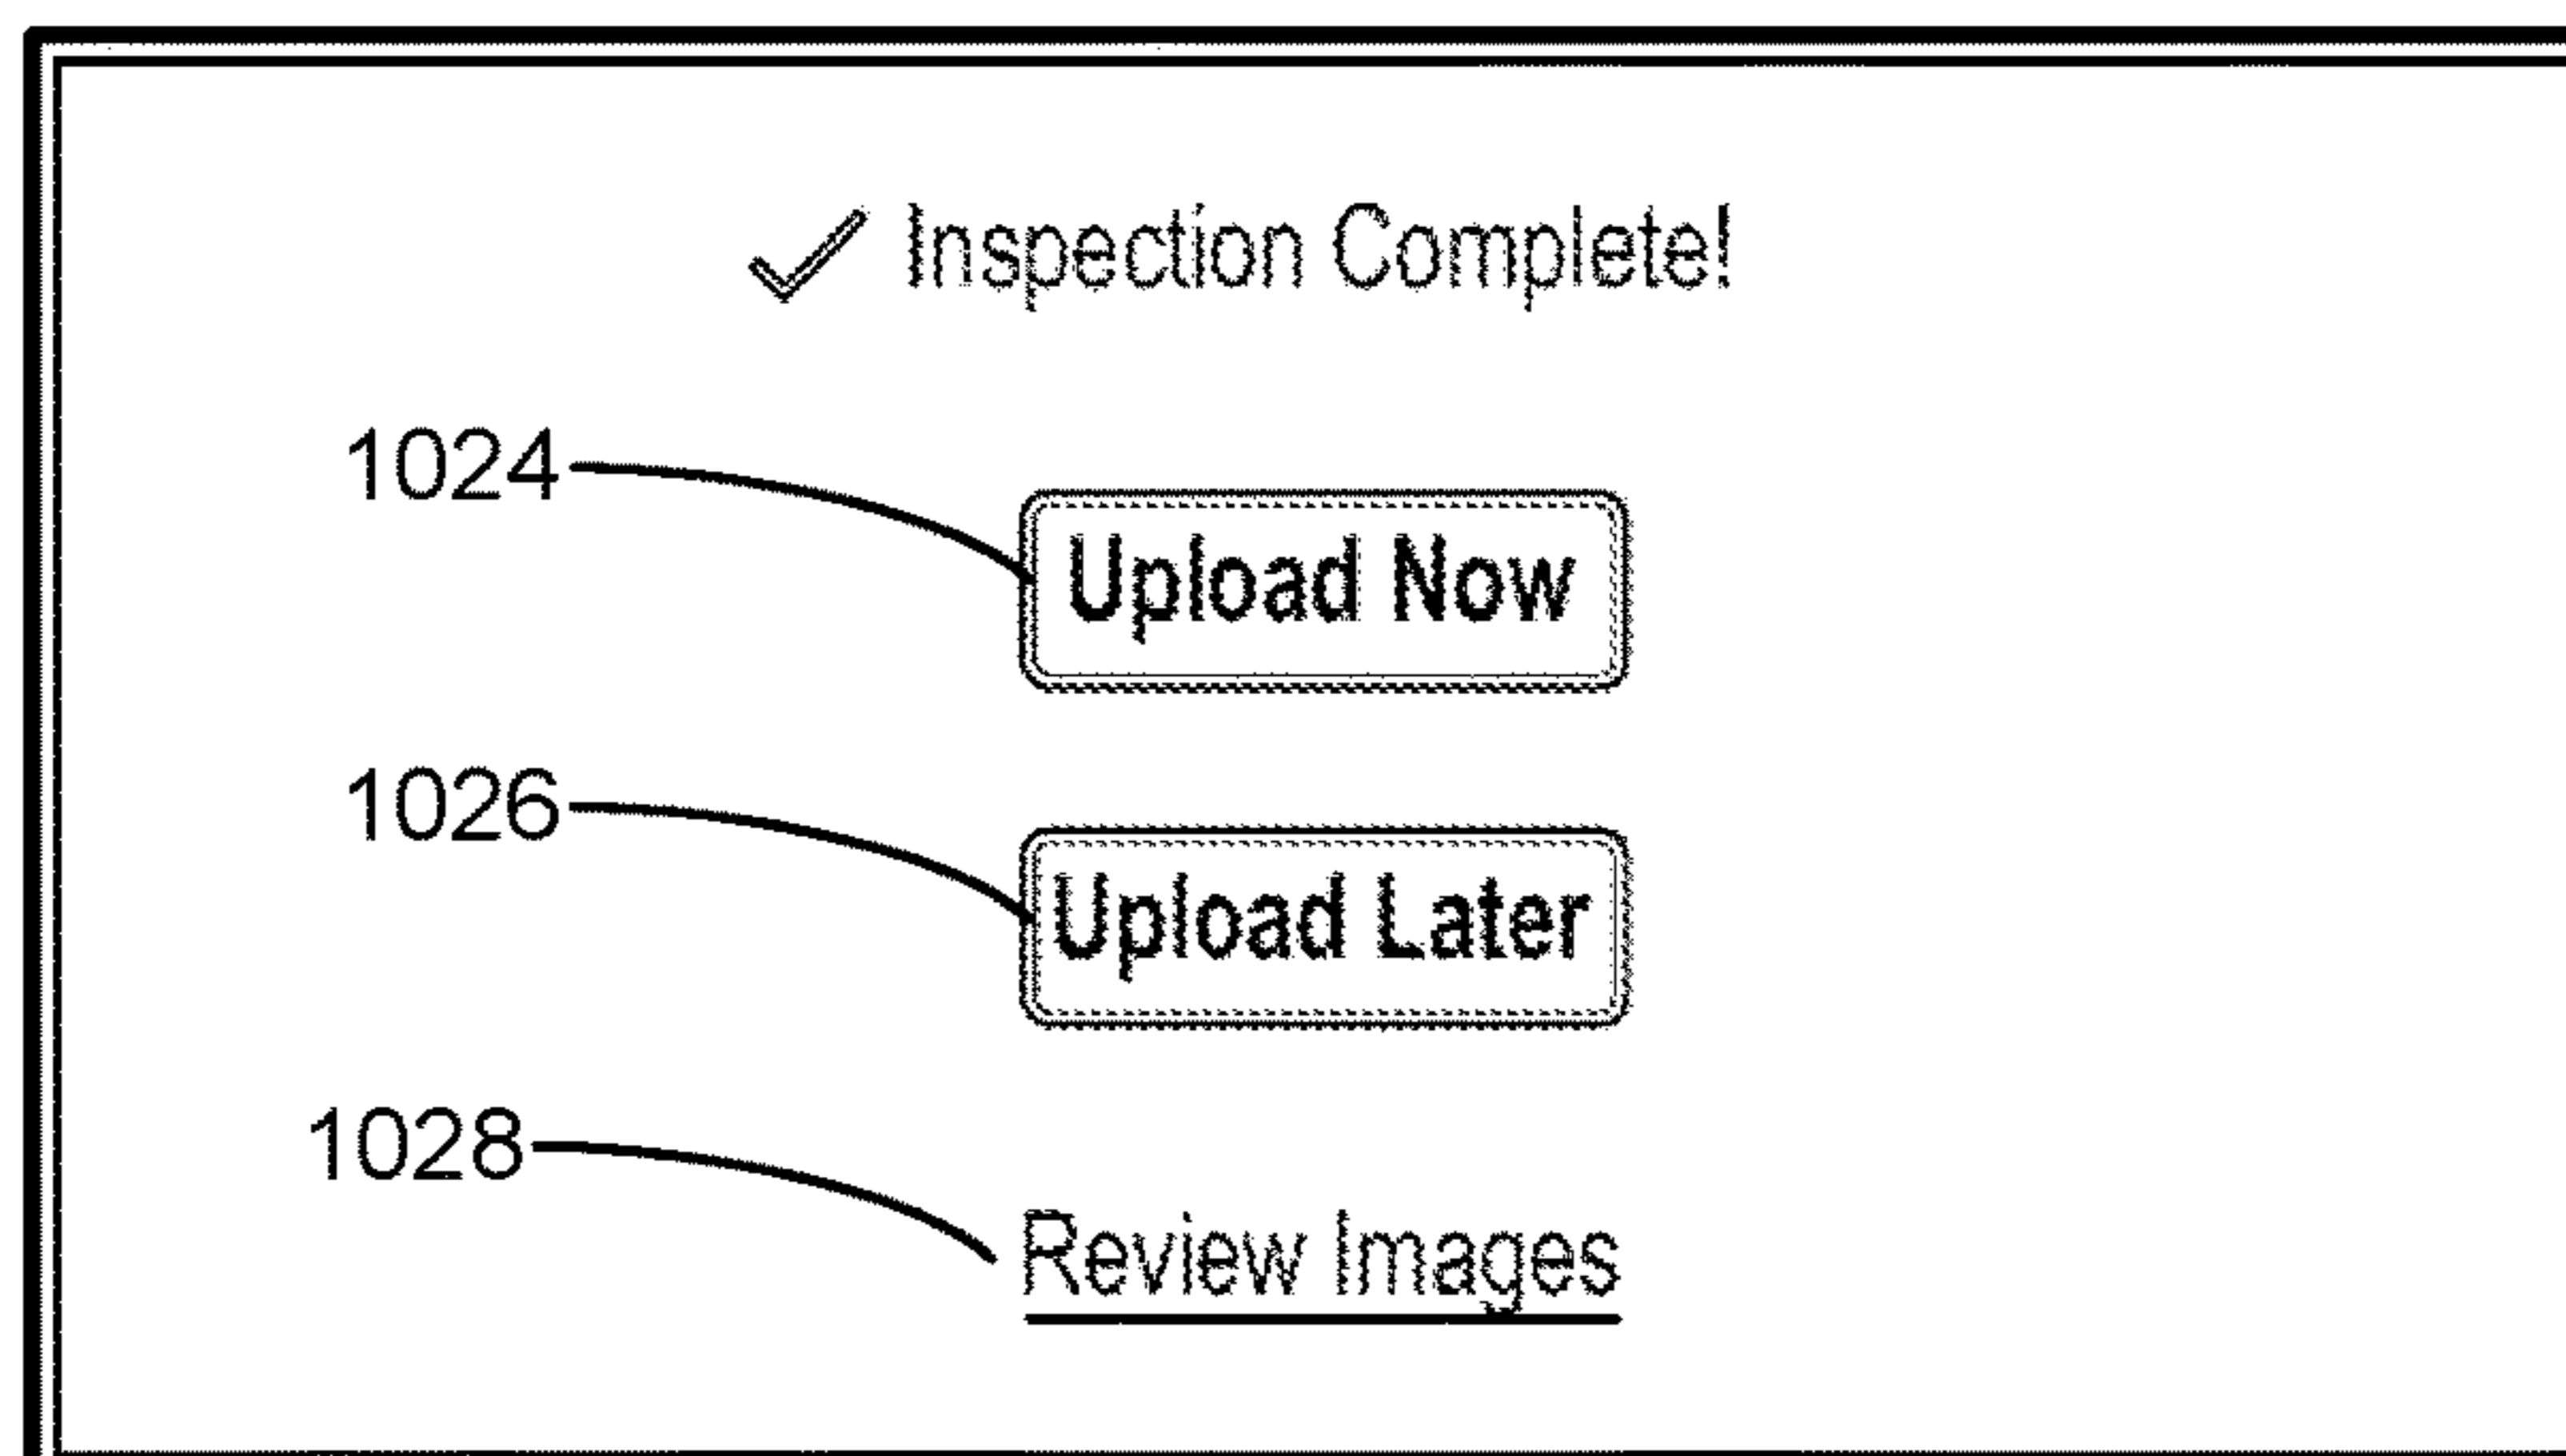 ✓ Inspection Complete!
1024
Upload Now
1026
Upload Later
1028
Review Images